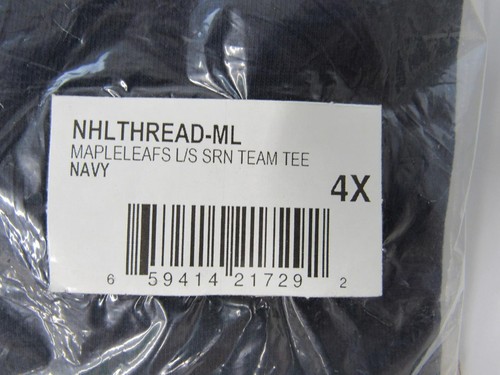 NHLTHREAD-ML
MAPLELEAFS L/S SRN TEAM TEE
NAVY
4X
6 59414 21729 2